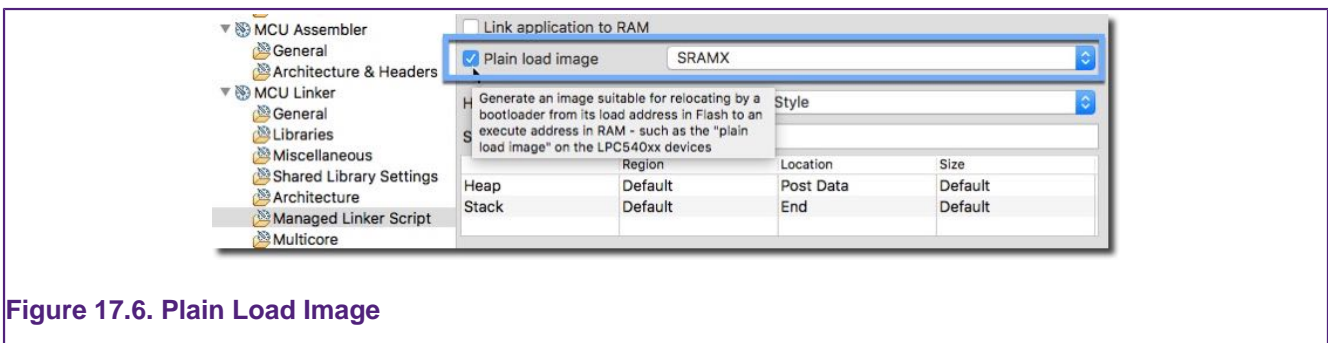 MCU Assembler
General
Architecture & Headers
MCU Linker
General
Libraries
Miscellaneous
Shared Library Settings
Architecture
Managed Linker Script
Multicore
Link application to RAM
Plain load image SRAMX
H
Style
Generate an image suitable for relocating by a
bootloader from its load address in Flash to an
execute address in RAM - such as the "plain
load image" on the LPC540xx devices
S
Region Location Size
Heap Default Post Data Default
Stack Default End Default
Figure 17.6. Plain Load Image